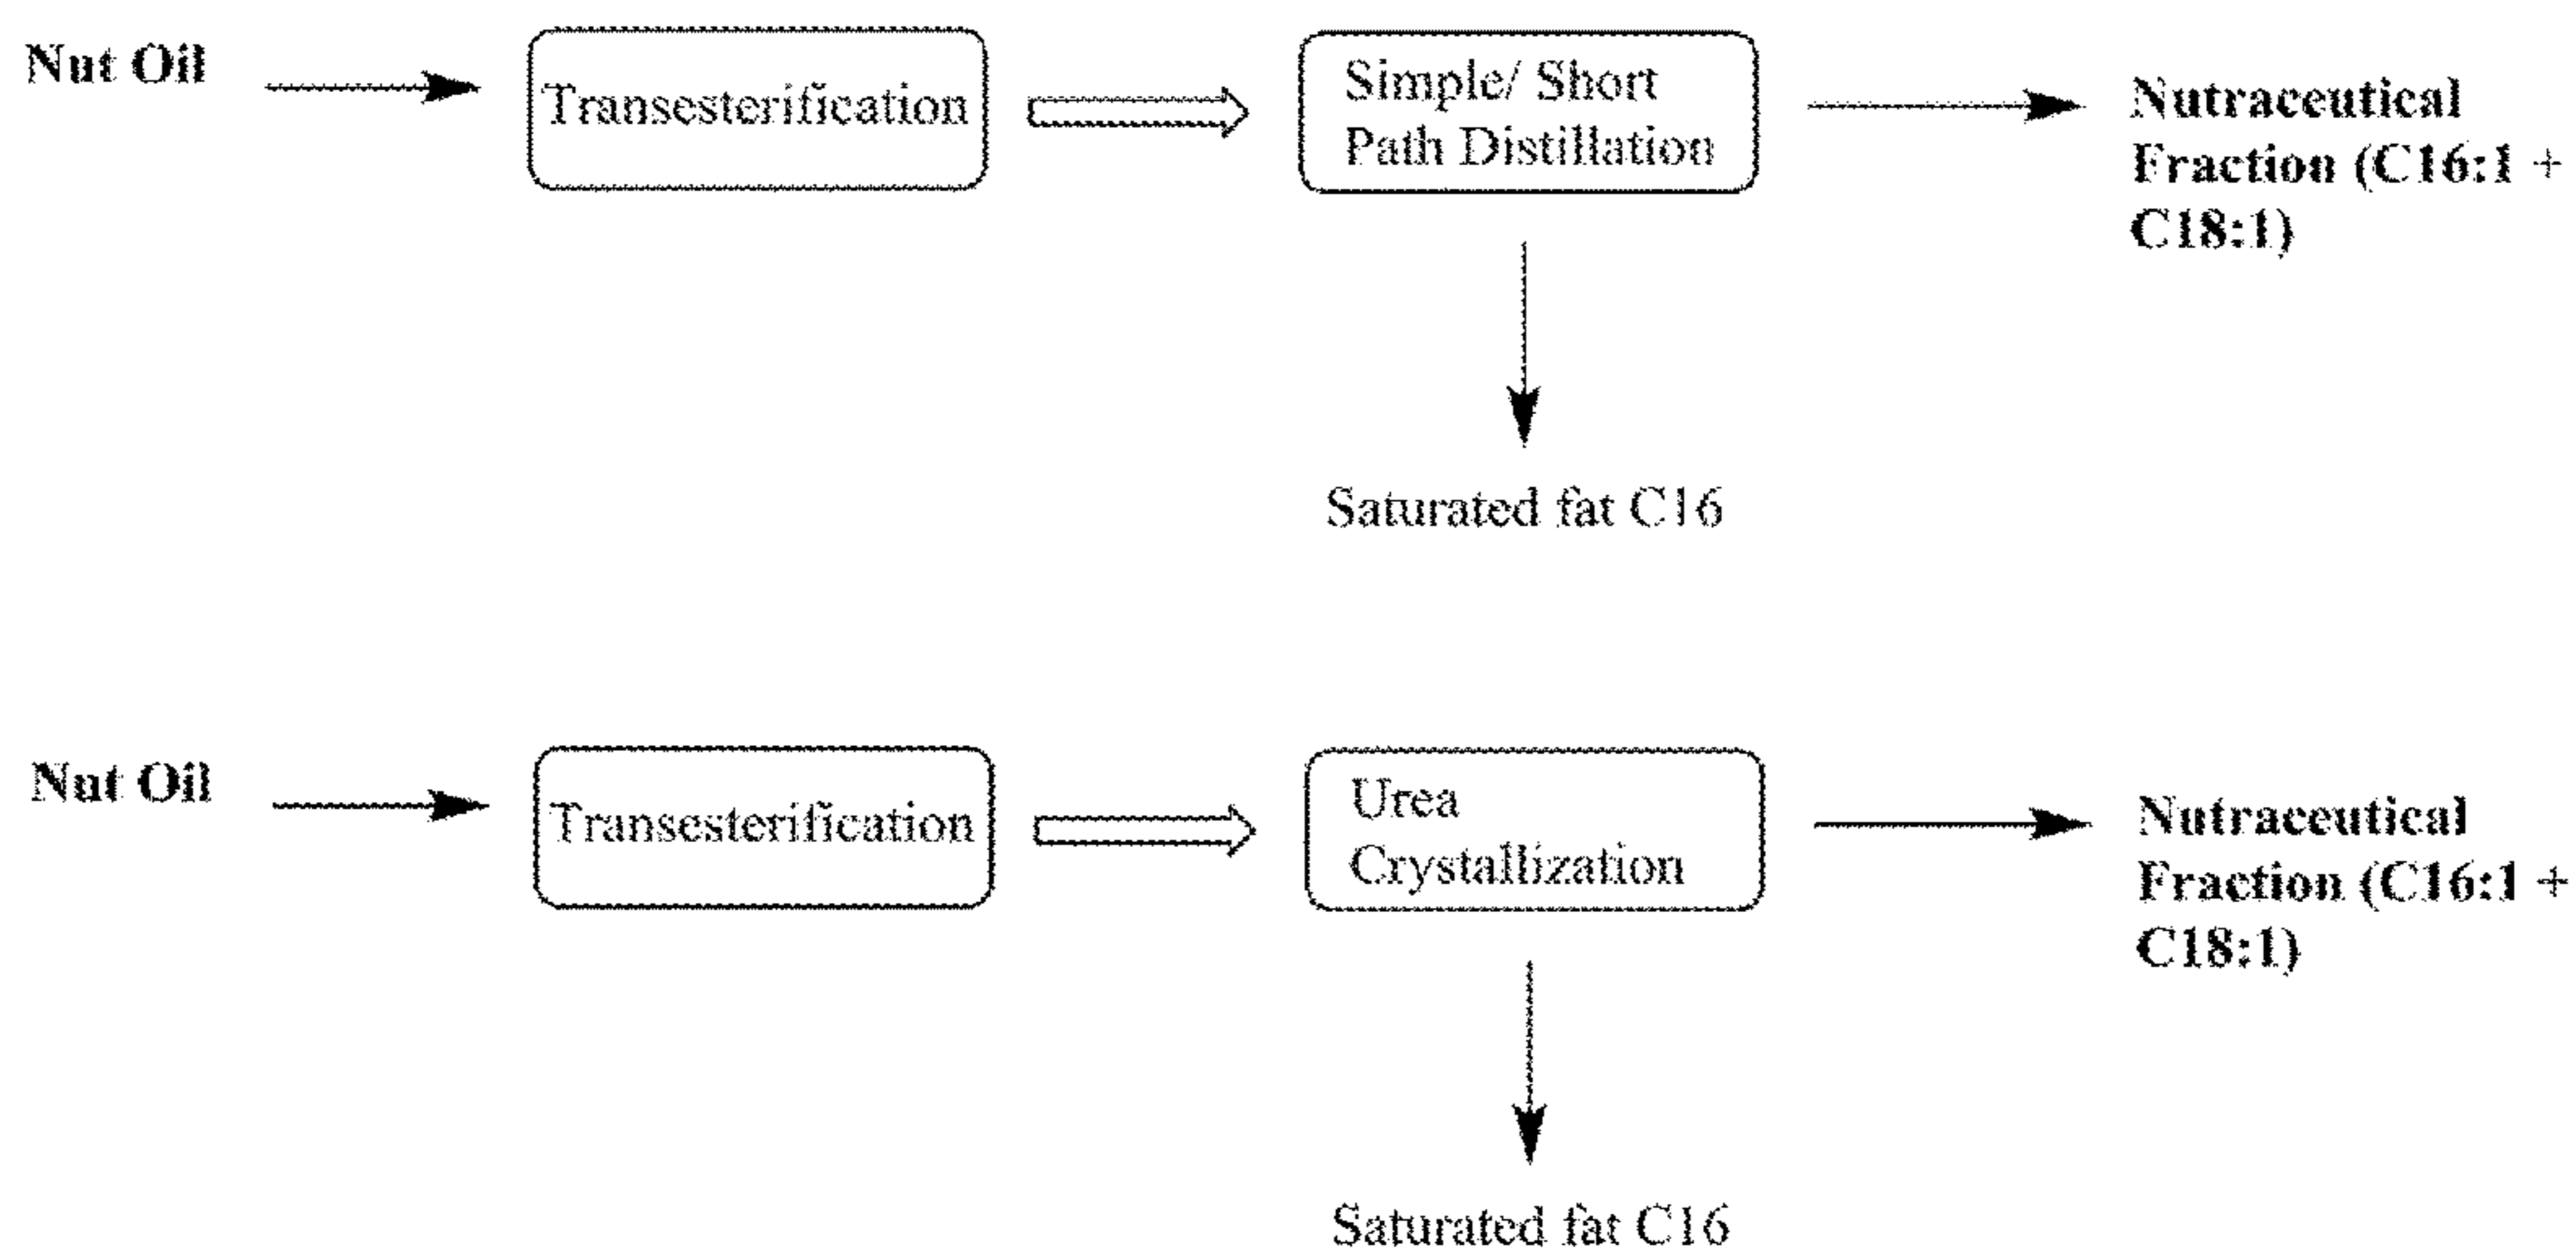 Nut Oil
Transesterification
Simple/ Short
Path Distillation
Nutraceutical
Fraction (C16:1 +
C18:1)
Saturated fat C16
Nut Oil
Transesterification
Urea
Crystallization
Nutraceutical
Fraction (C16:1 +
C18:1)
Saturated fat C16